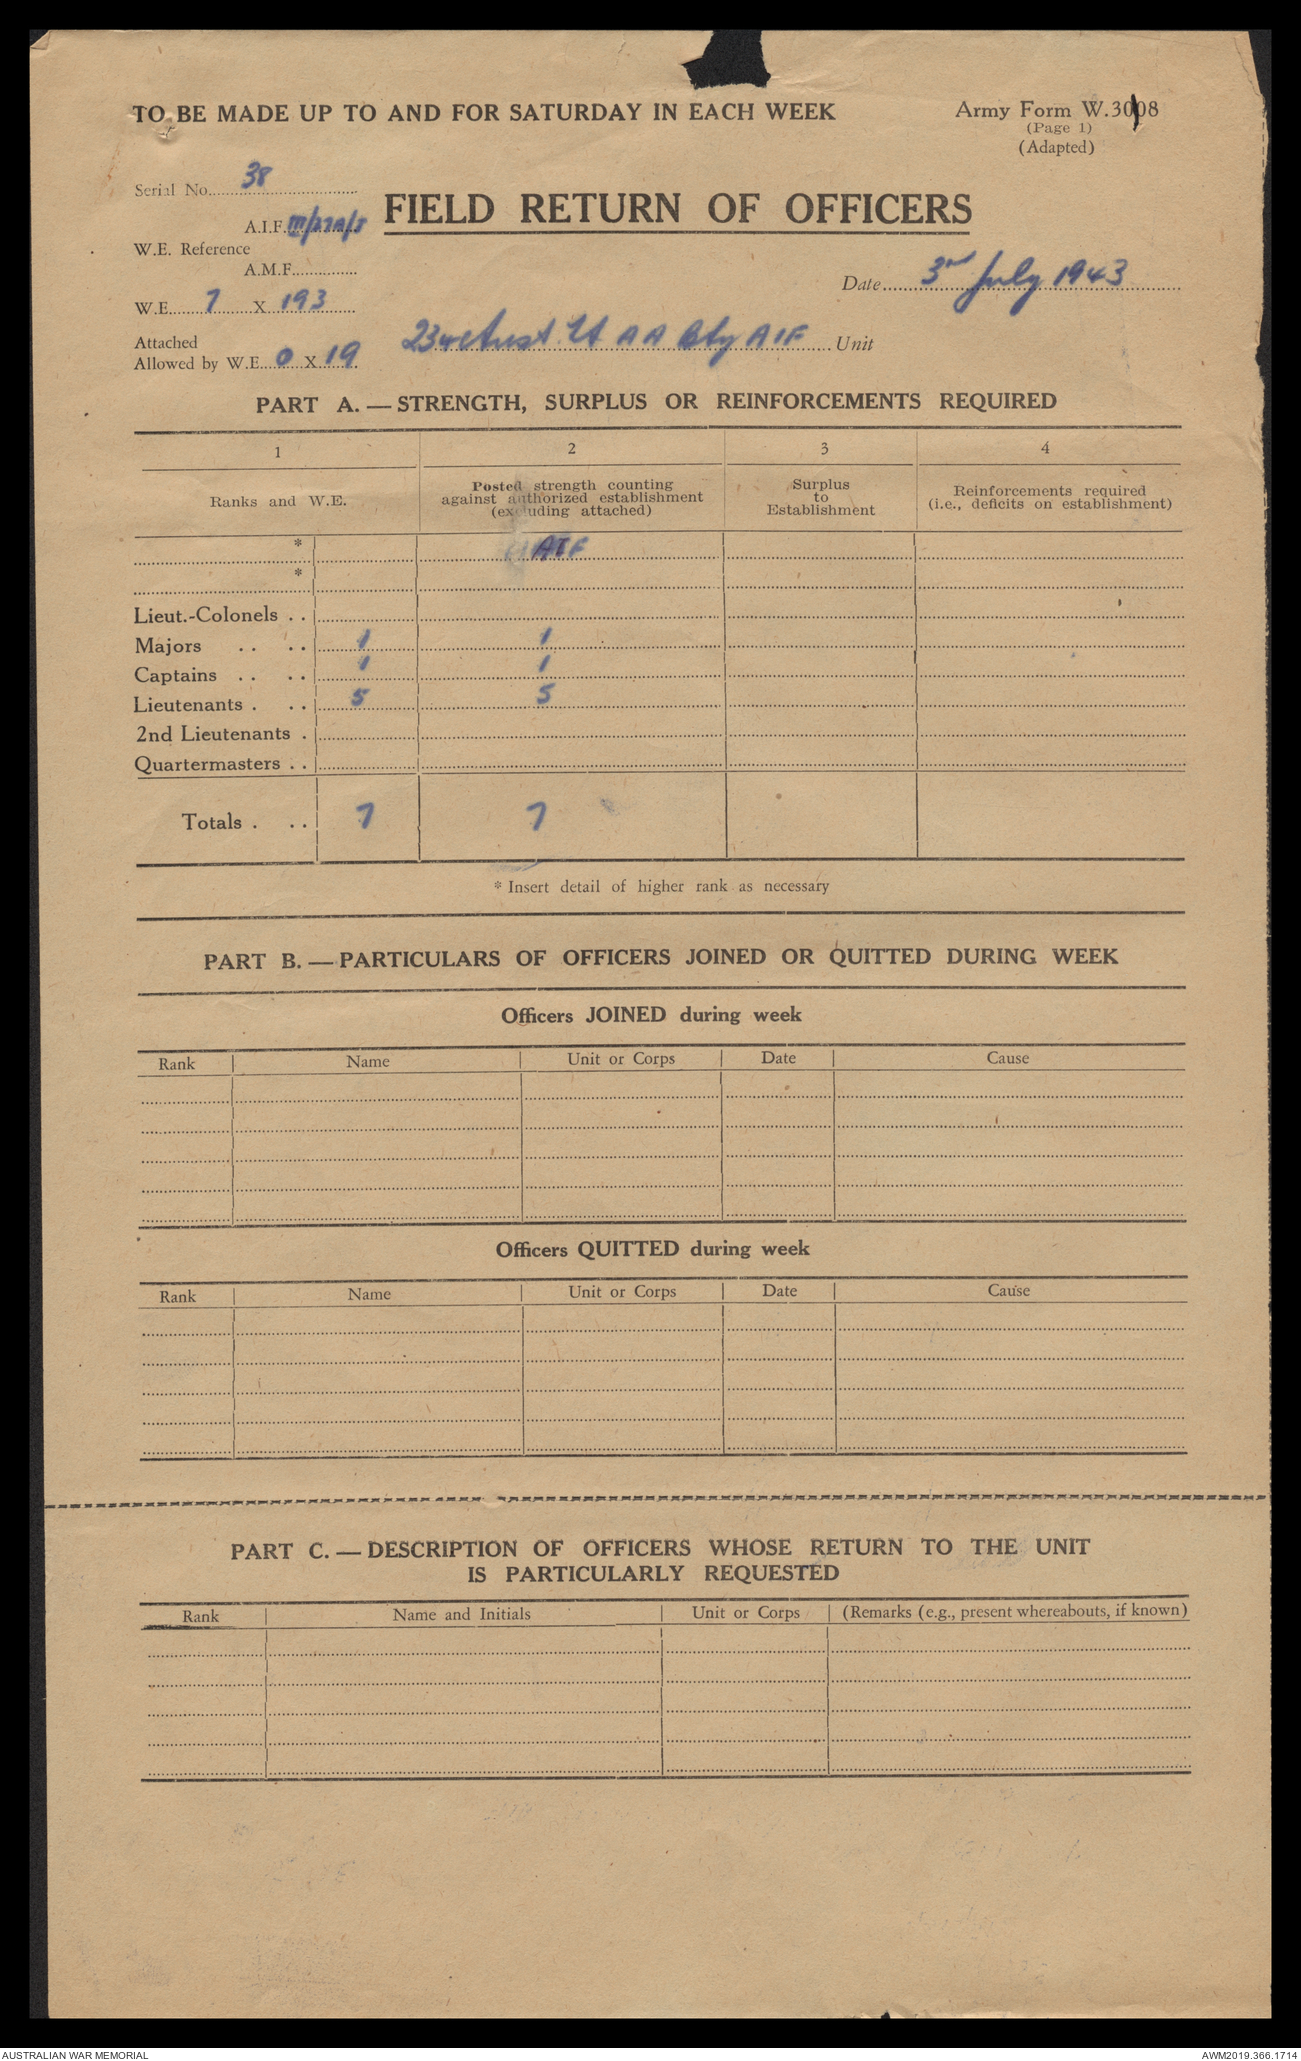 TO BE MADE UP TO AND FOR SATURDAY IN EACH WEEK
Army Form W.3008
(Page 1)
(Adapted)
Serial No. 38
FIELD RETURN OF OFFICERS
A.I.F.
W.E. Reference
A.M.F.
Date 3rd July 1943
W.E. 7 X 193
Attached
Allowed by W.E. 0 X 19
Aust Lt AA Bty AIF Unit
PART A. — STRENGTH, SURPLUS OR REINFORCEMENTS REQUIRED
1 2 3 4
Ranks and W.E.
Posted strength counting against authorized establishment (excluding attached)
Surplus to Establishment
Reinforcements required (i.e., deficits on establishment)
* AIF
*
Lieut.-Colonels . .
Majors . . . . 1 1
Captains . . . . 1 1
Lieutenants . . . 5 5
2nd Lieutenants .
Quartermasters . .
Totals . . . 7 7
* Insert detail of higher rank as necessary
PART B. — PARTICULARS OF OFFICERS JOINED OR QUITTED DURING WEEK
Officers JOINED during week
Rank Name Unit or Corps Date Cause
Officers QUITTED during week
Rank Name Unit or Corps Date Cause
PART C. — DESCRIPTION OF OFFICERS WHOSE RETURN TO THE UNIT
IS PARTICULARLY REQUESTED
Rank Name and Initials Unit or Corps (Remarks (e.g., present whereabouts, if known)
AUSTRALIAN WAR MEMORIAL AWM2019.366.1714